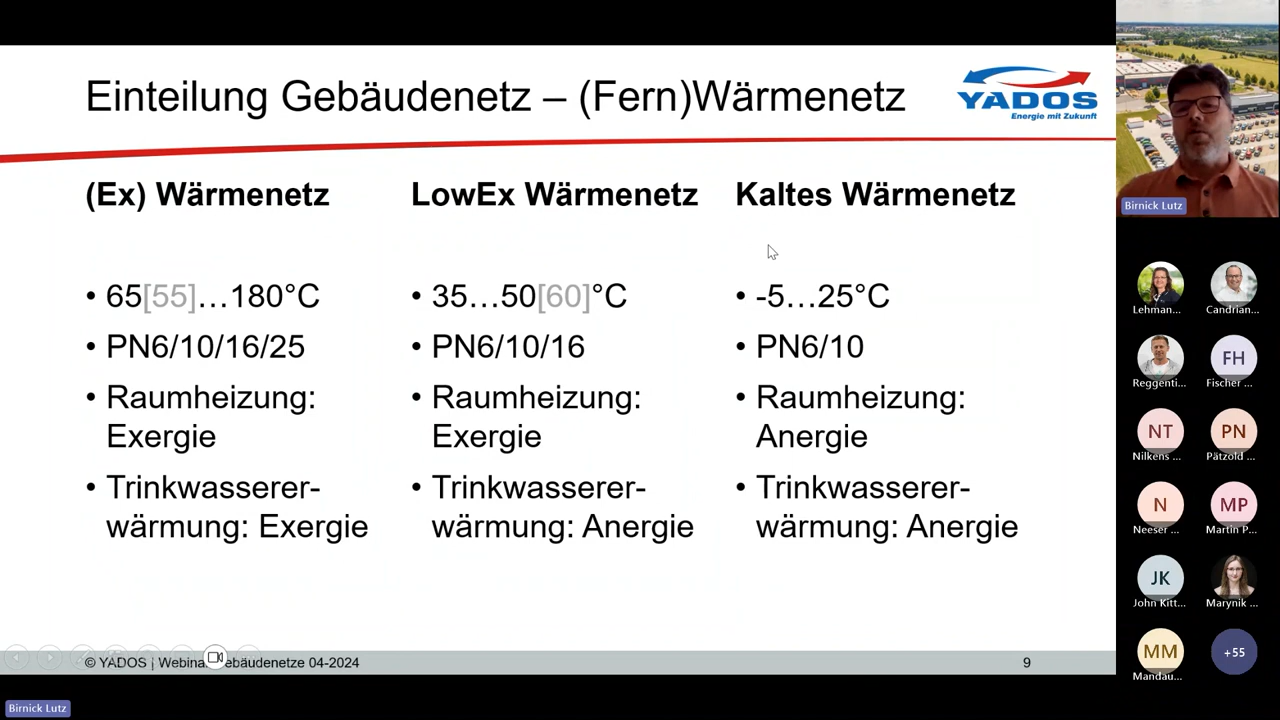 Einteilung Gebäudenetz – (Fern)Wärmenetz
YADOS
Energie mit Zukunft
(Ex) Wärmenetz
• 65[55]…180°C
• PN6/10/16/25
• Raumheizung:
Exergie
• Trinkwasserer-
wärmung: Exergie
LowEx Wärmenetz
• 35…50[60]°C
• PN6/10/16
• Raumheizung:
Exergie
• Trinkwasserer-
wärmung: Anergie
Kaltes Wärmenetz
• -5…25°C
• PN6/10
• Raumheizung:
Anergie
• Trinkwasserer-
wärmung: Anergie
© YADOS | Webina ebäudenetze 04-2024
9
Birnick Lutz
Lehman...
Candrian...
Reggenti...
FH
Fischer ...
NT
Nilkens ...
PN
Pätzold ...
N
Neeser ...
MP
Martin P...
JK
John Kitt...
Marynik ...
MM
Mandau...
+55
Birnick Lutz